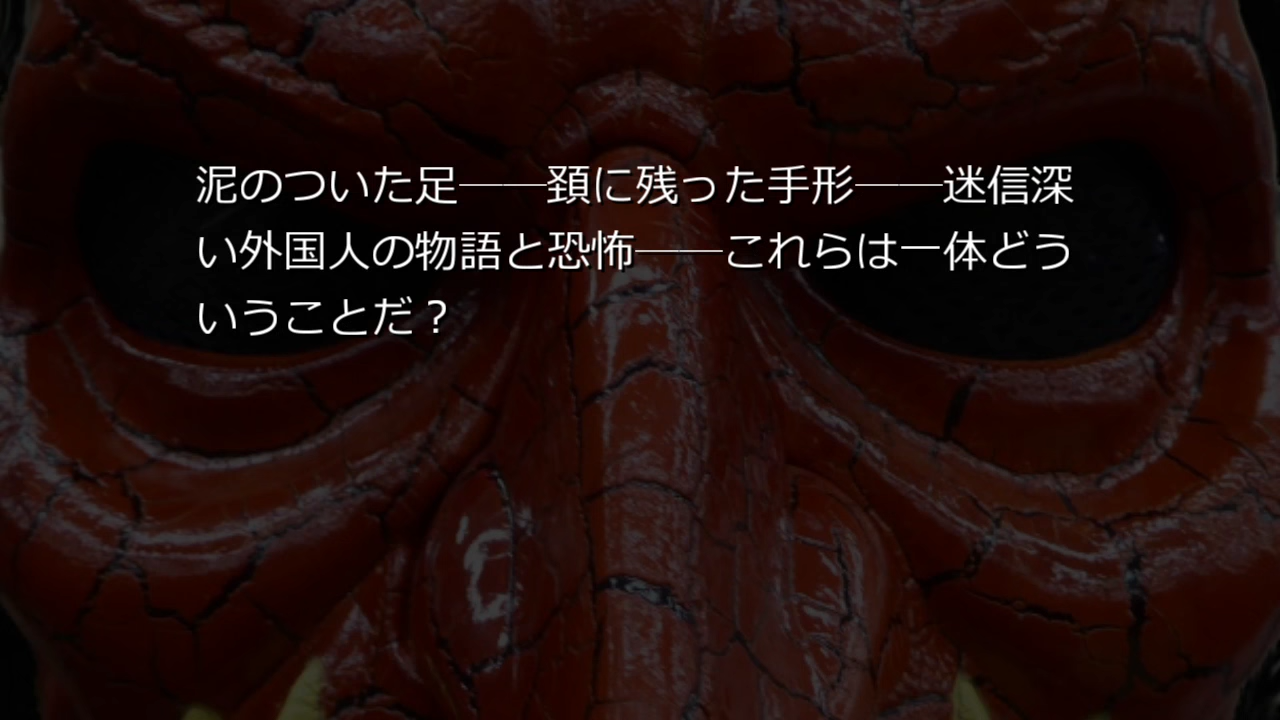 泥のついた足――頚に残った手形――迷信深
い外国人の物語と恐怖――これらは一体どう
いうことだ？